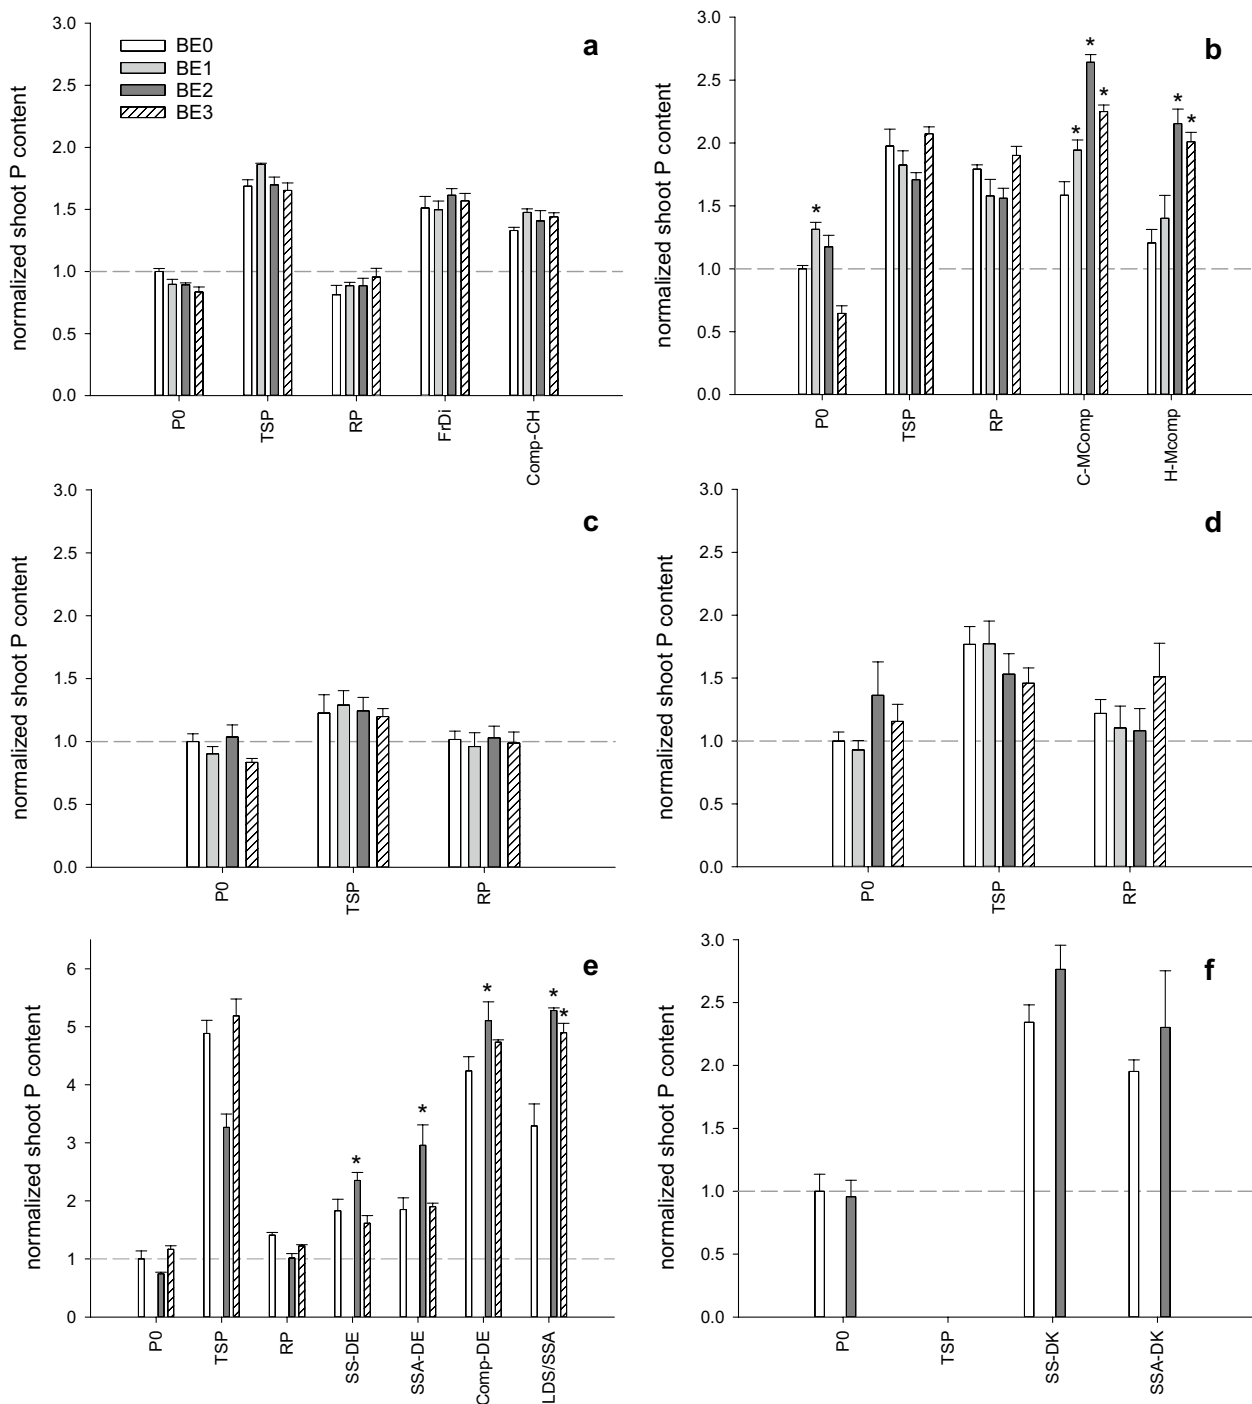 a
normalized shoot P content
3.0
2.5
2.0
1.5
1.0
0.5
0.0
BE0
BE1
BE2
BE3
P0
TSP
RP
FrDi
Comp-CH
b
normalized shoot P content
3.0
2.5
2.0
1.5
1.0
0.5
0.0
*
* * *
* *
P0
TSP
RP
C-MComp
H-Mcomp
c
normalized shoot P content
3.0
2.5
2.0
1.5
1.0
0.5
0.0
P0
TSP
RP
d
normalized shoot P content
3.0
2.5
2.0
1.5
1.0
0.5
0.0
P0
TSP
RP
e
normalized shoot P content
6
5
4
3
2
1
0
*
*
*
* *
P0
TSP
RP
SS-DE
SSA-DE
Comp-DE
LDS/SSA
f
normalized shoot P content
3.0
2.5
2.0
1.5
1.0
0.5
0.0
P0
TSP
SS-DK
SSA-DK